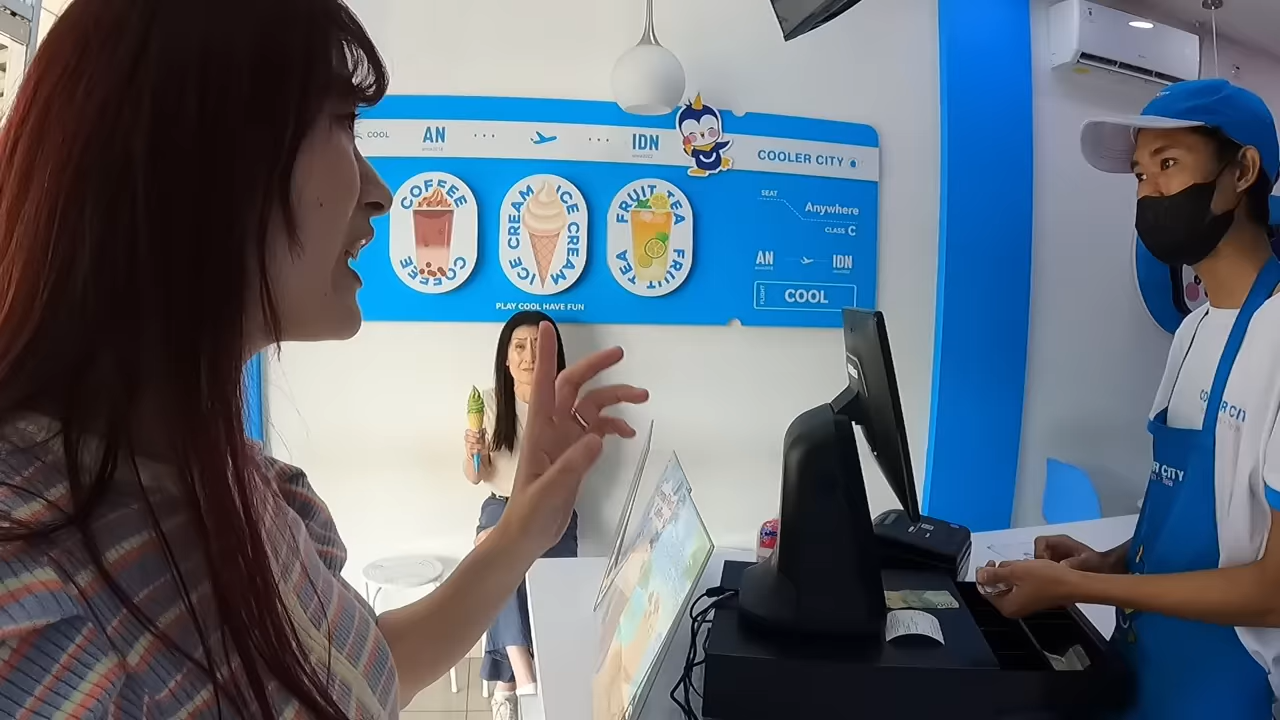 COOL
AN
IDN
COOLER CITY
COFFEE
COFFEE
ICE CREAM
ICE CREAM
FRUIT TEA
FRUIT TEA
SEAT
Anywhere
CLASS C
AN
IDN
FLIGHT
COOL
PLAY COOL HAVE FUN
R CITY